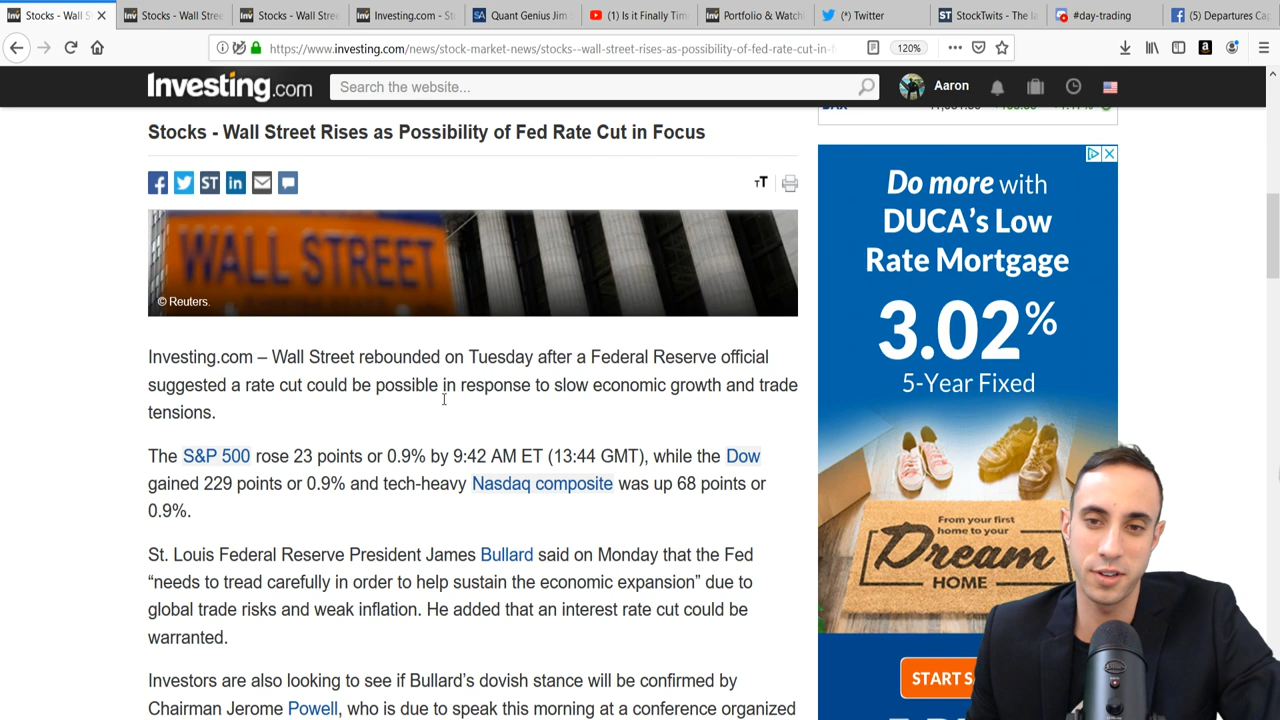 Stocks - Wall S
Stocks - Wall Stree
Stocks - Wall Stree
Investing.com - Sto
Quant Genius Jim
(1) Is it Finally Tim
Portfolio & Watch
(*) Twitter
StockTwits - The la
#day-trading
(5) Departures Cap
https://www.investing.com/news/stock-market-news/stocks--wall-street-rises-as-possibility-of-fed-rate-cut-in-f
120%
Investing.com
Search the website...
Aaron
Stocks - Wall Street Rises as Possibility of Fed Rate Cut in Focus
ST
in
TT
WALL STREET
© Reuters.
Investing.com – Wall Street rebounded on Tuesday after a Federal Reserve official
suggested a rate cut could be possible in response to slow economic growth and trade
tensions.
The S&P 500 rose 23 points or 0.9% by 9:42 AM ET (13:44 GMT), while the Dow
gained 229 points or 0.9% and tech-heavy Nasdaq composite was up 68 points or
0.9%.
St. Louis Federal Reserve President James Bullard said on Monday that the Fed
“needs to tread carefully in order to help sustain the economic expansion” due to
global trade risks and weak inflation. He added that an interest rate cut could be
warranted.
Investors are also looking to see if Bullard’s dovish stance will be confirmed by
Chairman Jerome Powell, who is due to speak this morning at a conference organized
Do more with
DUCA’s Low
Rate Mortgage
3.02%
5-Year Fixed
From your first
home to your
Dream
HOME
START S